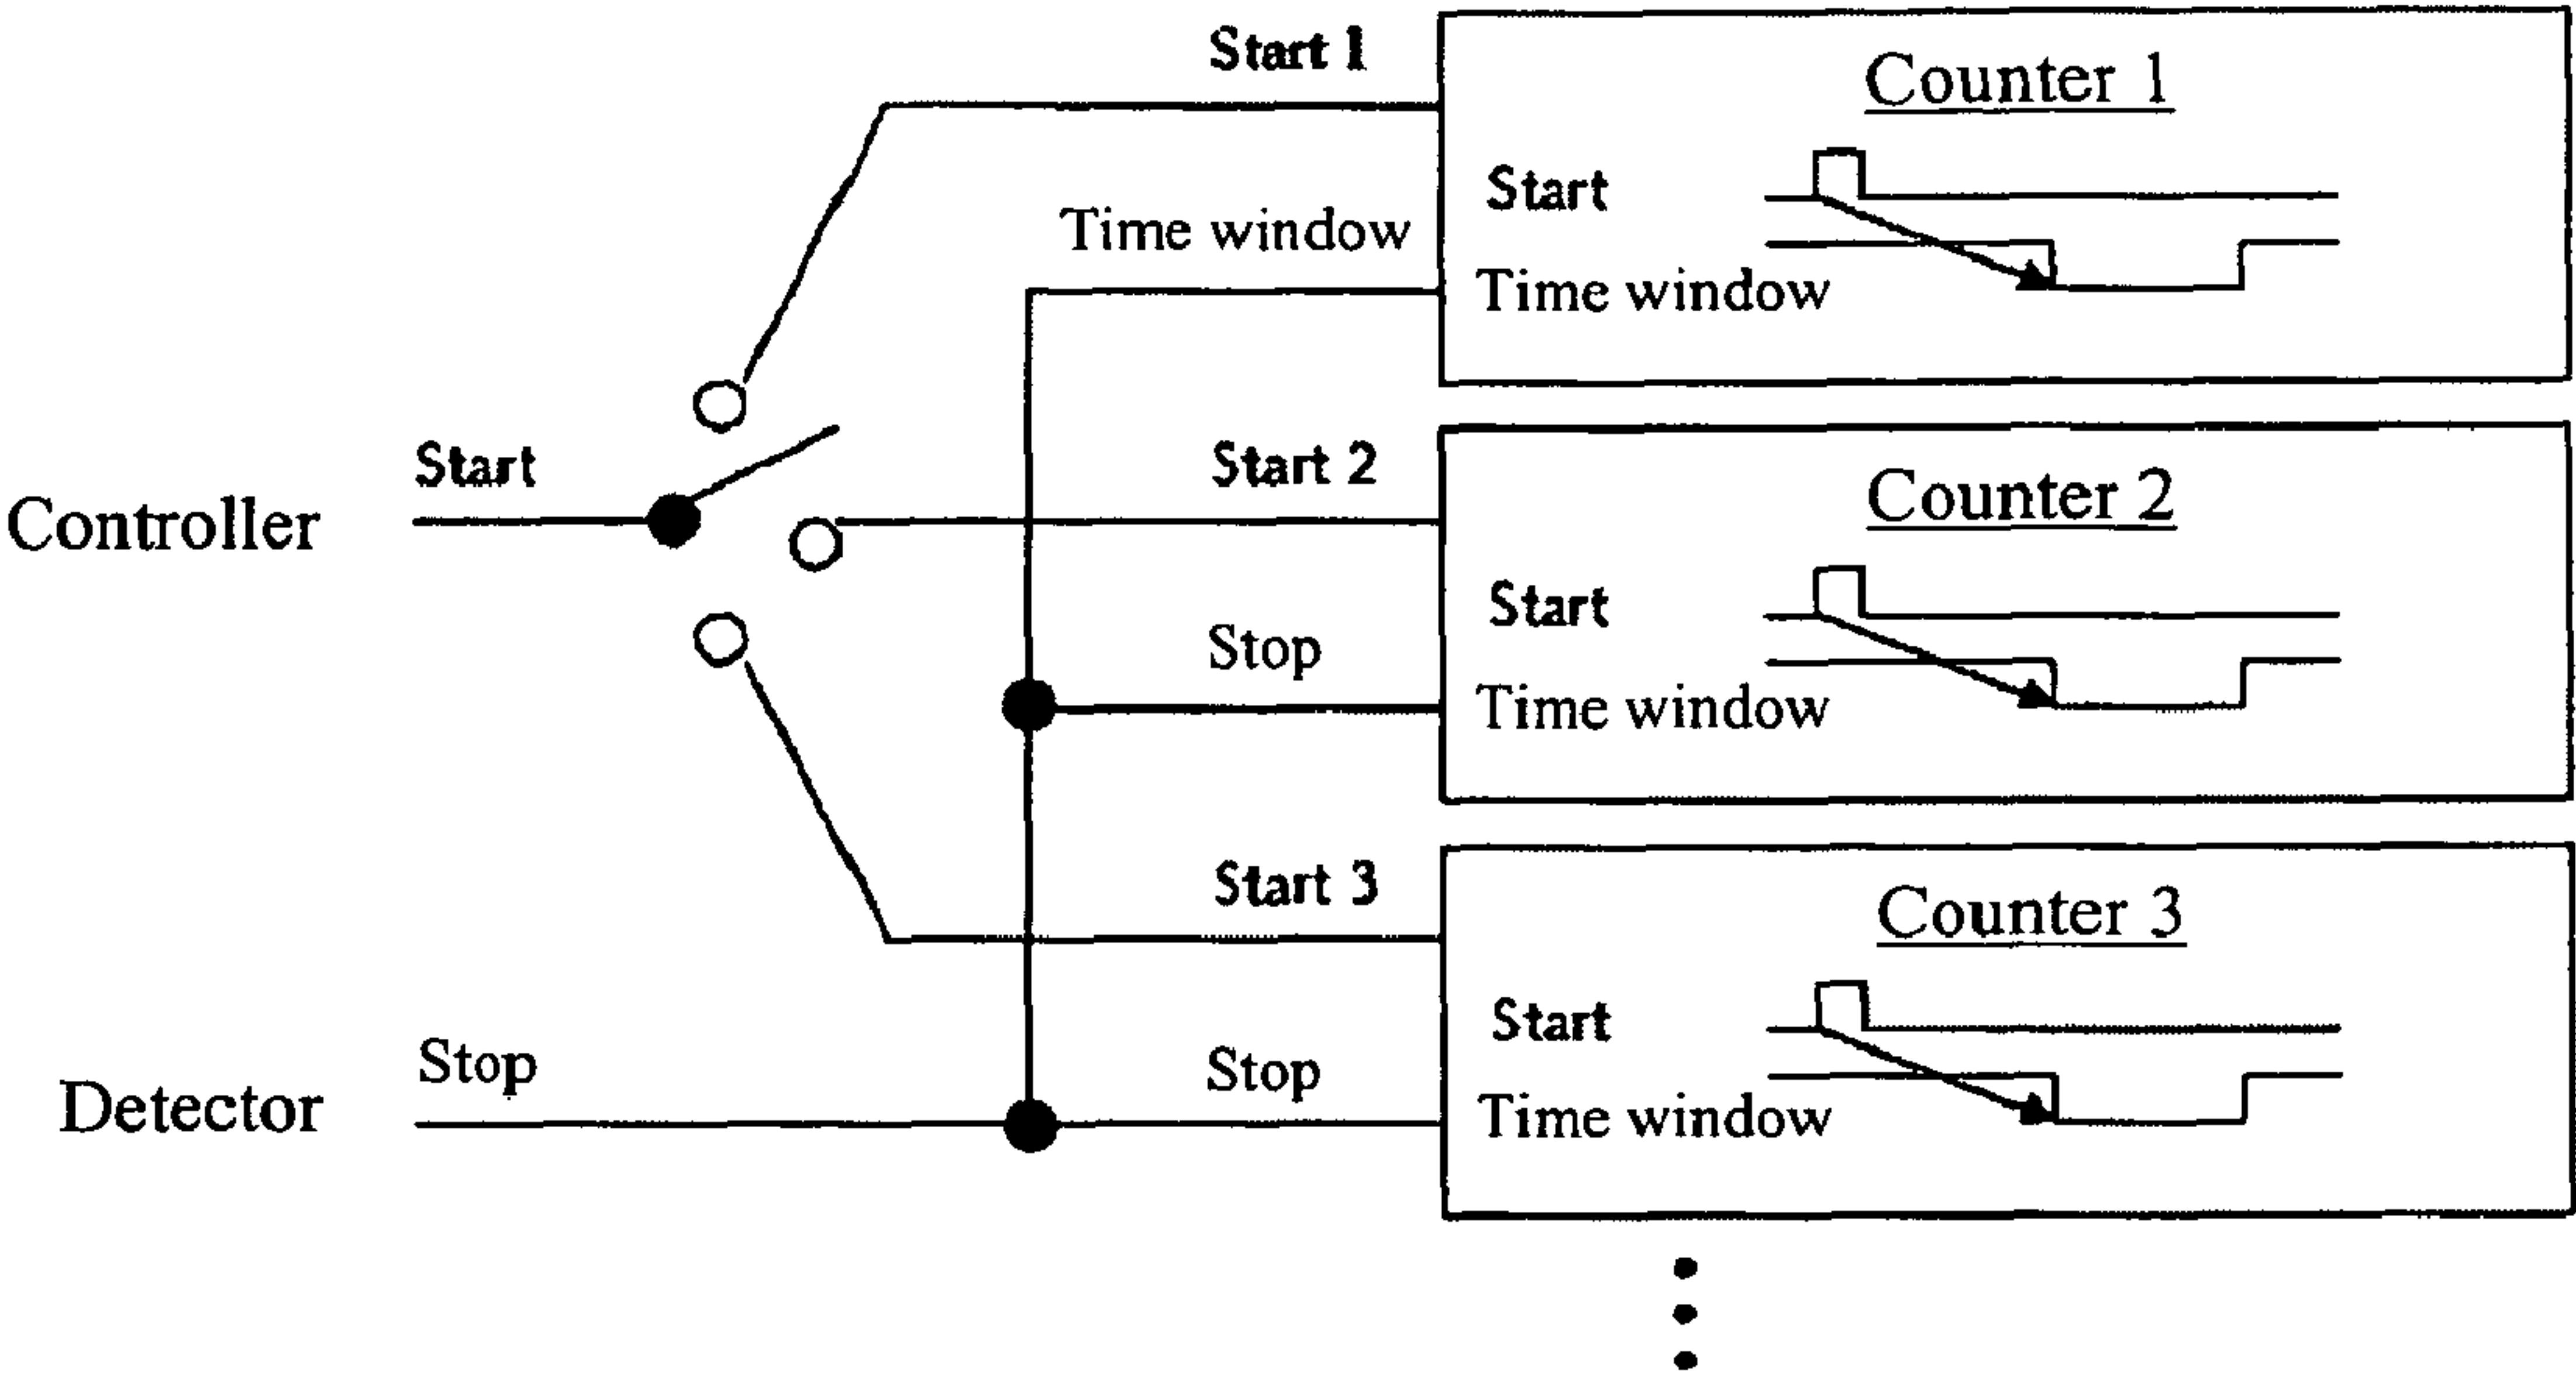 Start 1
Counter 1
Start
Time window
Time window
Start
Controller
Start 2
Counter 2
Start
Stop
Time window
Start 3
Counter 3
Start
Stop
Stop
Detector
Time window